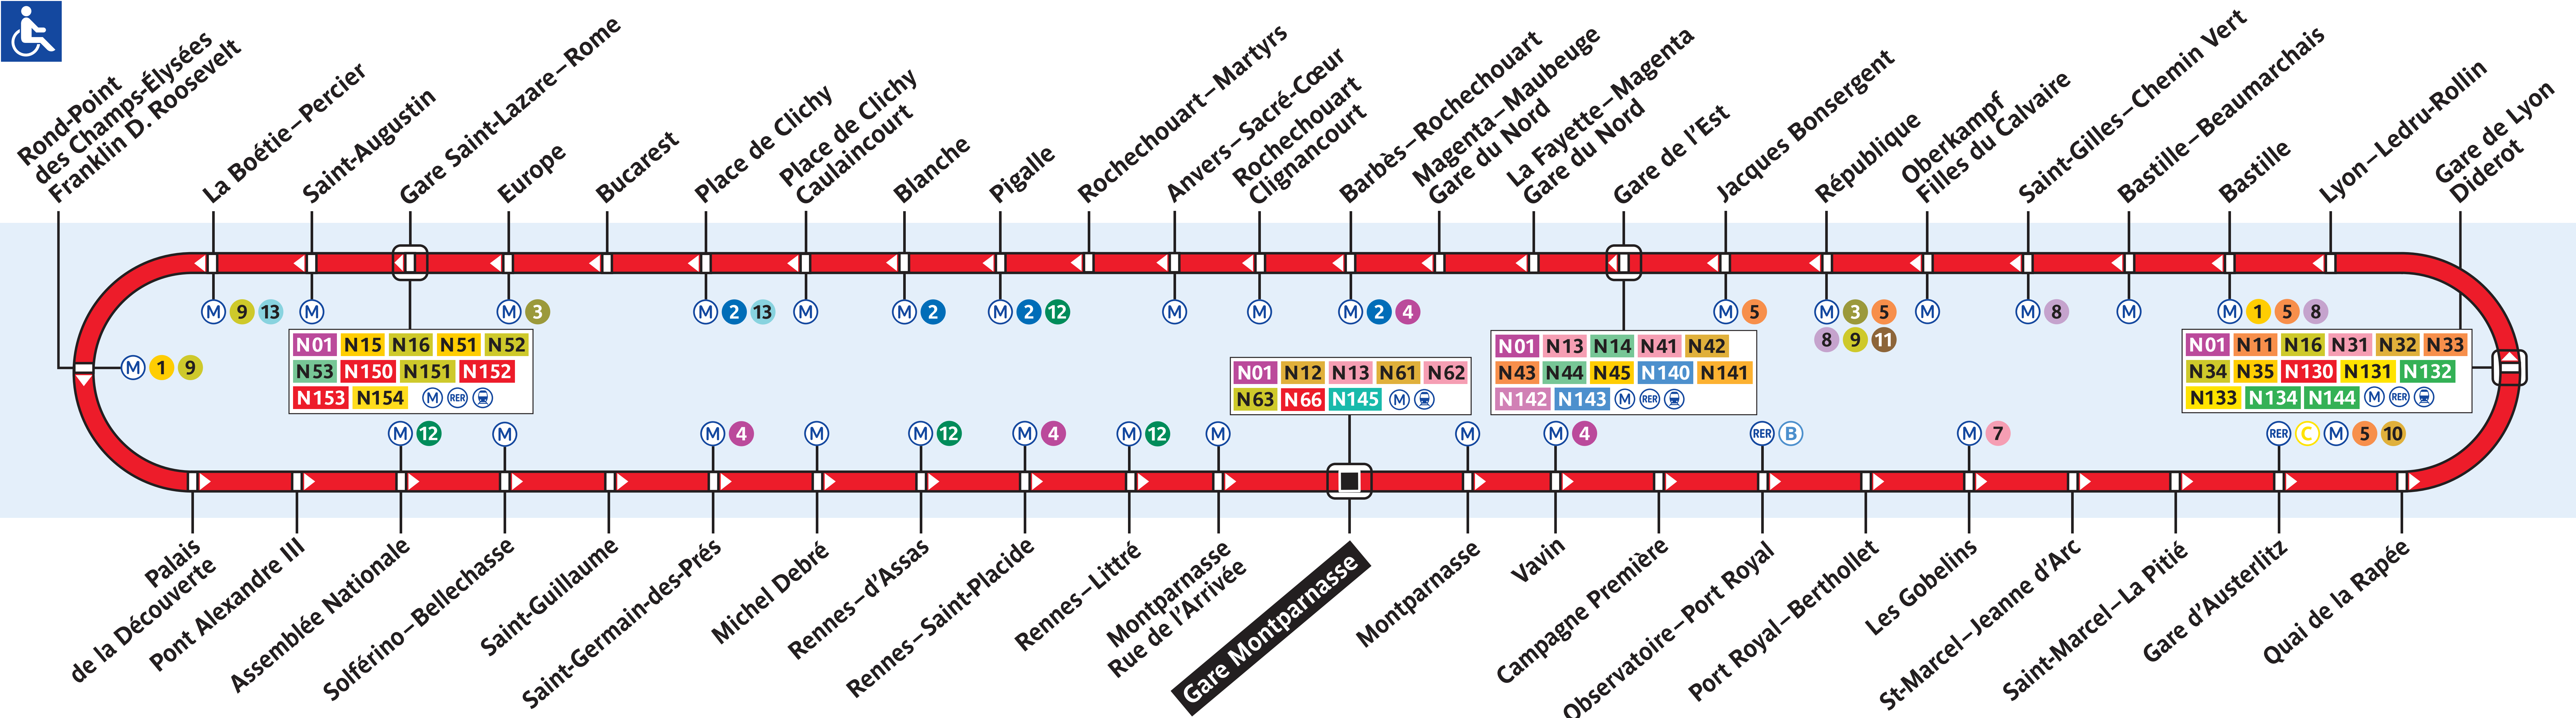 Rond-Point
des Champs-Élysées
Franklin D. Roosevelt
La Boétie – Percier
Saint-Augustin
Gare Saint-Lazare – Rome
Europe
Bucarest
Place de Clichy
Place de Clichy
Caulaincourt
Blanche
Pigalle
Rochechouart – Martyrs
Anvers – Sacré-Cœur
Rochechouart
Clignancourt
Barbès – Rochechouart
Magenta – Maubeuge
Gare du Nord
La Fayette – Magenta
Gare du Nord
Gare de l'Est
Jacques Bonsergent
République
Oberkampf
Filles du Calvaire
Saint-Gilles – Chemin Vert
Bastille – Beaumarchais
Bastille
Lyon – Ledru-Rollin
Gare de Lyon
Diderot
M 9 13
M
M 3
M 2 13
M
M 2
M 2 12
M
M
M 2 4
M 5
M 3 5
8 9 11
M
M 8
M
M 1 5 8
M 1 9
N01 N15 N16 N51 N52
N53 N150 N151 N152
N153 N154 M RER
N01 N12 N13 N61 N62
N63 N66 N145 M
N01 N13 N14 N41 N42
N43 N44 N45 N140 N141
N142 N143 M RER
N01 N11 N16 N31 N32 N33
N34 N35 N130 N131 N132
N133 N134 N144 M RER
M 12
M
M 4
M
M 12
M 4
M 12
M
M
M 4
RER B
M 7
RER C M 5 10
Palais
de la Découverte
Pont Alexandre III
Assemblée Nationale
Solférino – Bellechasse
Saint-Guillaume
Saint-Germain-des-Prés
Michel Debré
Rennes – d'Assas
Rennes – Saint-Placide
Rennes – Littré
Montparnasse
Rue de l'Arrivée
Gare Montparnasse
Montparnasse
Vavin
Campagne Première
Observatoire – Port Royal
Port Royal – Berthollet
Les Gobelins
St-Marcel – Jeanne d'Arc
Saint-Marcel – La Pitié
Gare d'Austerlitz
Quai de la Rapée